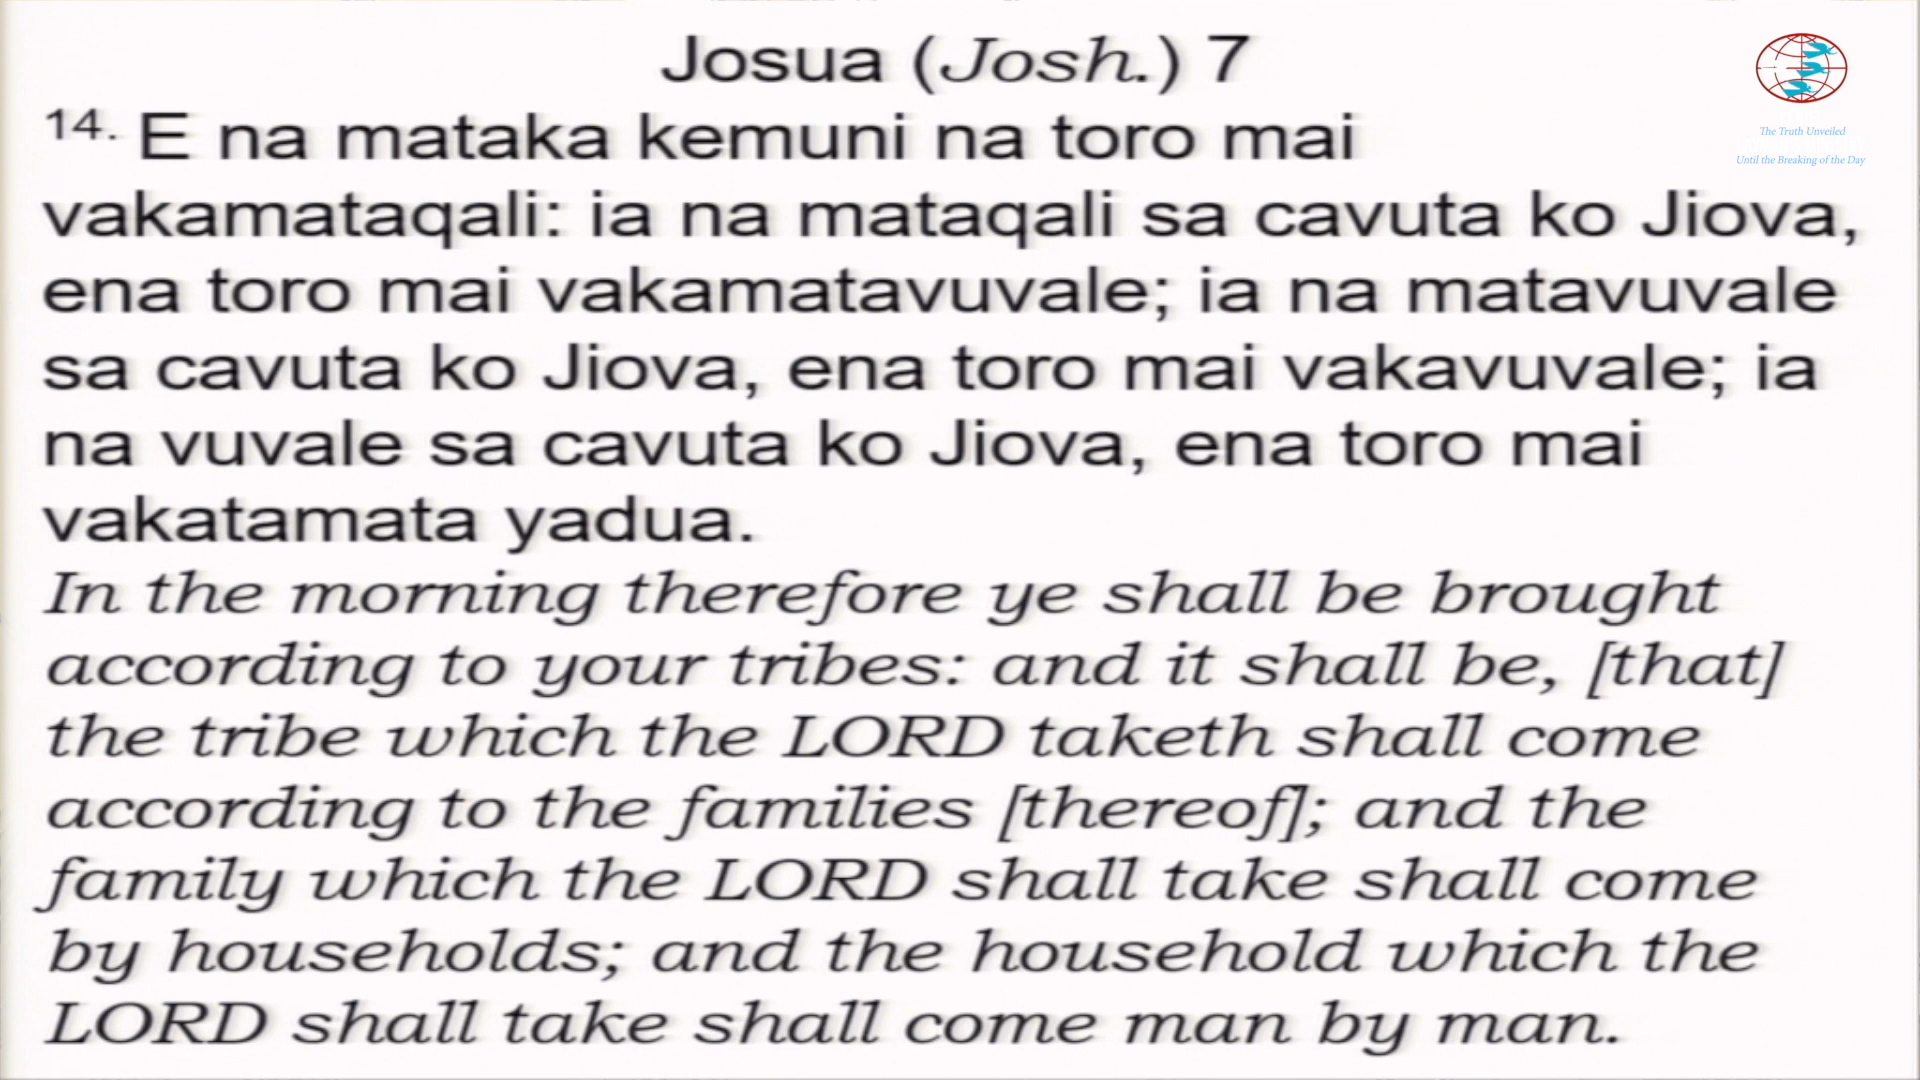 Josua (Josh.) 7
14. E na mataka kemuni na toro mai
vakamataqali: ia na mataqali sa cavuta ko Jiova,
ena toro mai vakamatavuvale; ia na matavuvale
sa cavuta ko Jiova, ena toro mai vakavuvale; ia
na vuvale sa cavuta ko Jiova, ena toro mai
vakatamata yadua.
In the morning therefore ye shall be brought
according to your tribes: and it shall be, [that]
the tribe which the LORD taketh shall come
according to the families [thereof]; and the
family which the LORD shall take shall come
by households; and the household which the
LORD shall take shall come man by man.
The Truth Unveiled
Until the Breaking of the Day